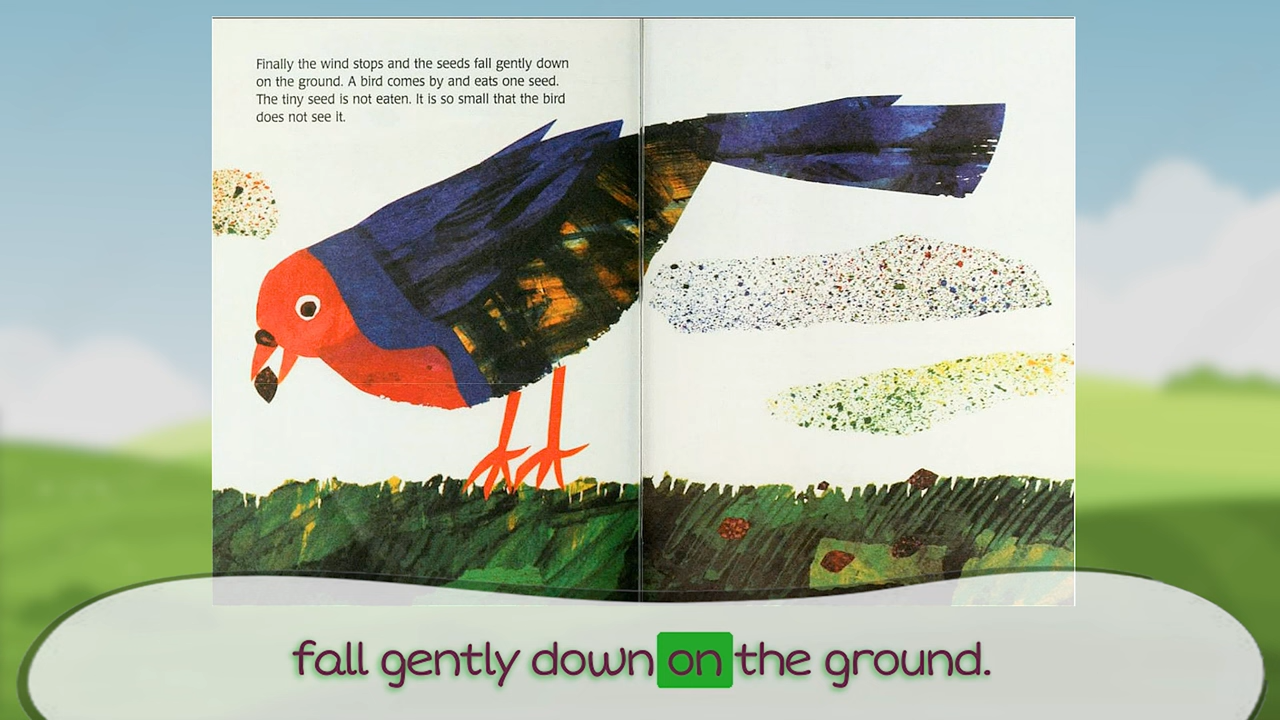 Finally the wind stops and the seeds fall gently down
on the ground. A bird comes by and eats one seed.
The tiny seed is not eaten. It is so small that the bird
does not see it.
fall gently down on the ground.